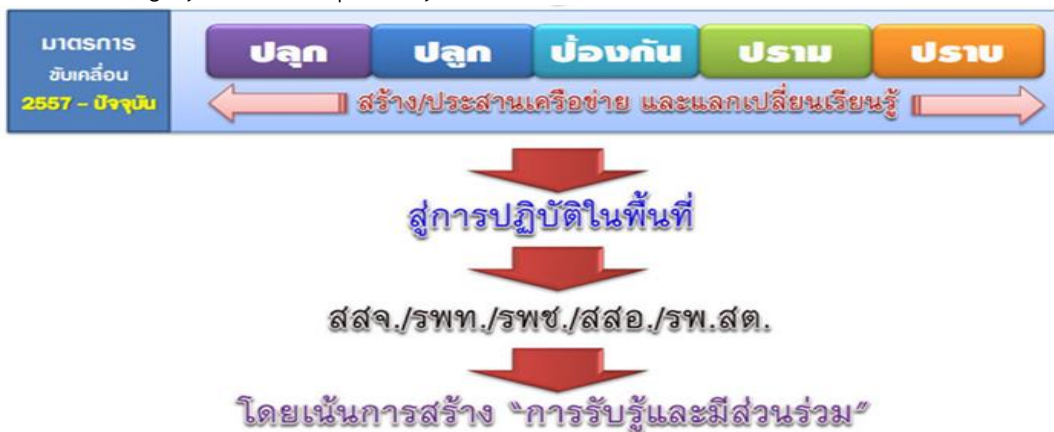 มาตรการ
ขับเคลื่อน
2557 – ปัจจุบัน
ปลุก ปลูก ป้องกัน ปราม ปราบ
สร้าง/ประสานเครือข่าย และแลกเปลี่ยนเรียนรู้
สู่การปฏิบัติในพื้นที่
สสจ./รพท./รพช./สสอ./รพ.สต.
โดยเน้นการสร้าง “การรับรู้และมีส่วนร่วม”